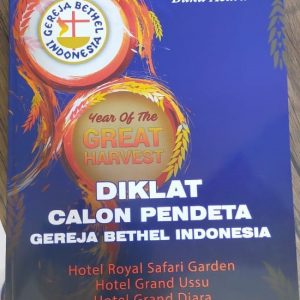 GEREJA BETHEL
INDONESIA
Year Of The
GREAT
HARVEST
DIKLAT
CALON PENDETA
GEREJA BETHEL INDONESIA
Hotel Royal Safari Garden
Hotel Grand Ussu
Hotel Grand Diara